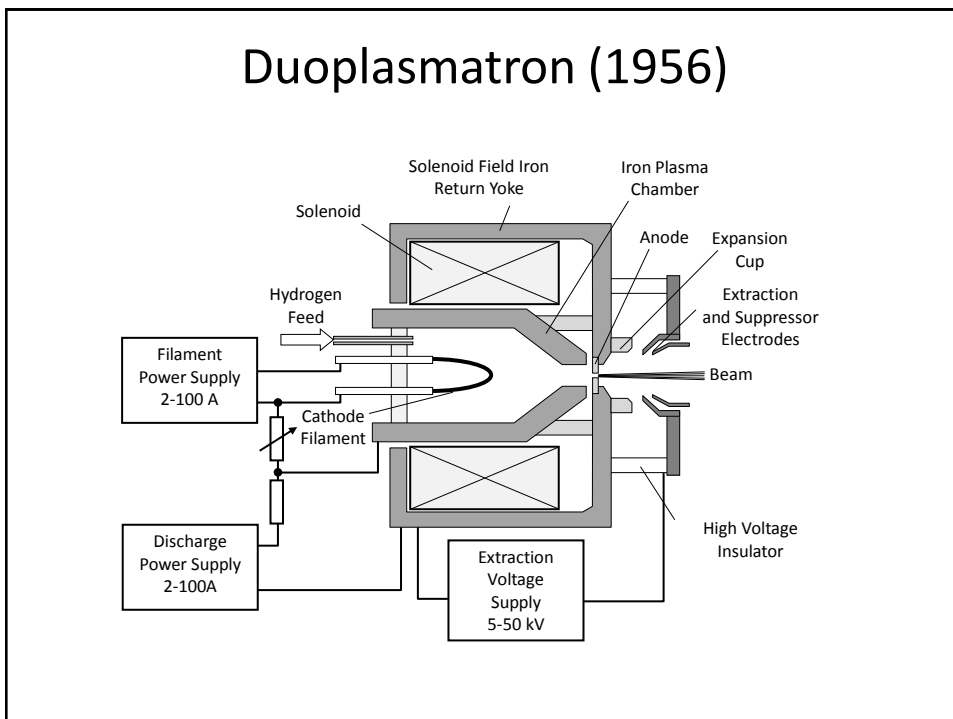 Duoplasmatron (1956)
Solenoid Field Iron
Return Yoke
Iron Plasma
Chamber
Solenoid
Anode
Expansion
Cup
Hydrogen
Feed
Extraction
and Suppressor
Electrodes
Filament
Power Supply
2-100 A
Beam
Cathode
Filament
High Voltage
Insulator
Discharge
Power Supply
2-100A
Extraction
Voltage
Supply
5-50 kV